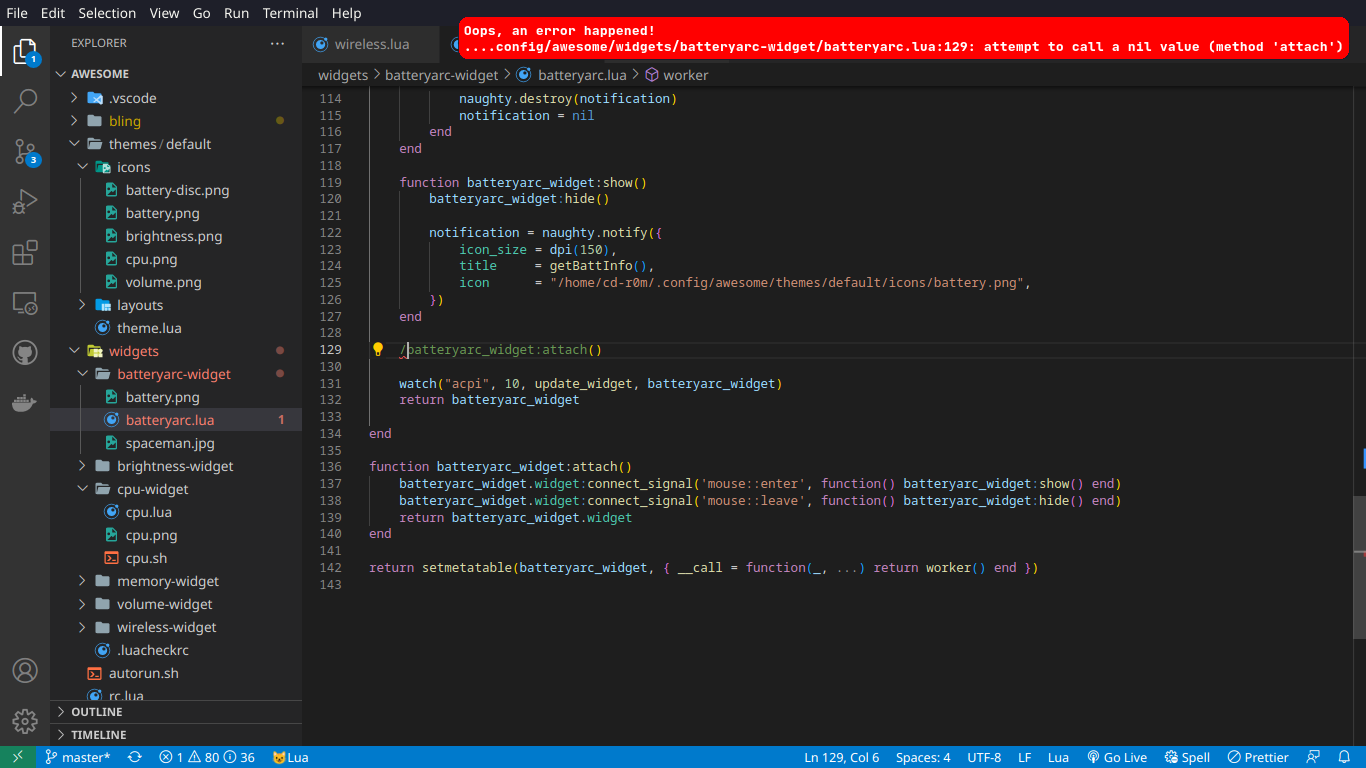 File Edit Selection View Go Run Terminal Help
Oops, an error happened!
....config/awesome/widgets/batteryarc-widget/batteryarc.lua:129: attempt to call a nil value (method 'attach')
EXPLORER ...
wireless.lua
widgets > batteryarc-widget > batteryarc.lua > worker
1
3
AWESOME
.vscode
bling
themes / default
icons
battery-disc.png
battery.png
brightness.png
cpu.png
volume.png
layouts
theme.lua
widgets
batteryarc-widget
battery.png
batteryarc.lua 1
spaceman.jpg
brightness-widget
cpu-widget
cpu.lua
cpu.png
cpu.sh
memory-widget
volume-widget
wireless-widget
.luacheckrc
autorun.sh
rc.lua
OUTLINE
TIMELINE
114 naughty.destroy(notification)
115 notification = nil
116 end
117 end
118
119 function batteryarc_widget:show()
120 batteryarc_widget:hide()
121
122 notification = naughty.notify({
123 icon_size = dpi(150),
124 title = getBattInfo(),
125 icon = "/home/cd-r0m/.config/awesome/themes/default/icons/battery.png",
126 })
127 end
128
129 /batteryarc_widget:attach()
130
131 watch("acpi", 10, update_widget, batteryarc_widget)
132 return batteryarc_widget
133
134 end
135
136 function batteryarc_widget:attach()
137 batteryarc_widget.widget:connect_signal('mouse::enter', function() batteryarc_widget:show() end)
138 batteryarc_widget.widget:connect_signal('mouse::leave', function() batteryarc_widget:hide() end)
139 return batteryarc_widget.widget
140 end
141
142 return setmetatable(batteryarc_widget, { __call = function(_, ...) return worker() end })
143
master* 1 80 36 Lua Ln 129, Col 6 Spaces: 4 UTF-8 LF Lua Go Live Spell Prettier